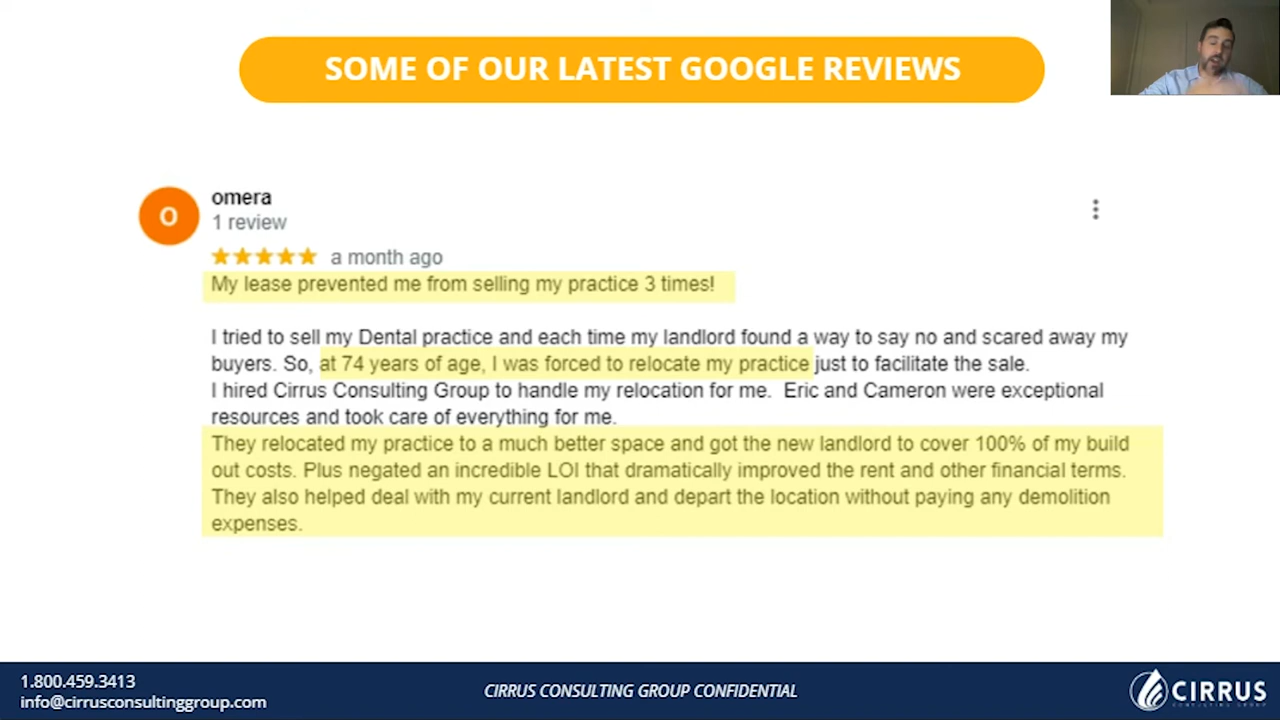 SOME OF OUR LATEST GOOGLE REVIEWS
O
omera
1 review
a month ago
My lease prevented me from selling my practice 3 times!
I tried to sell my Dental practice and each time my landlord found a way to say no and scared away my
buyers. So, at 74 years of age, I was forced to relocate my practice just to facilitate the sale.
I hired Cirrus Consulting Group to handle my relocation for me.  Eric and Cameron were exceptional
resources and took care of everything for me.
They relocated my practice to a much better space and got the new landlord to cover 100% of my build
out costs. Plus negated an incredible LOI that dramatically improved the rent and other financial terms.
They also helped deal with my current landlord and depart the location without paying any demolition
expenses.
1.800.459.3413
info@cirrusconsultinggroup.com
CIRRUS CONSULTING GROUP CONFIDENTIAL
CIRRUS
CONSULTING GROUP